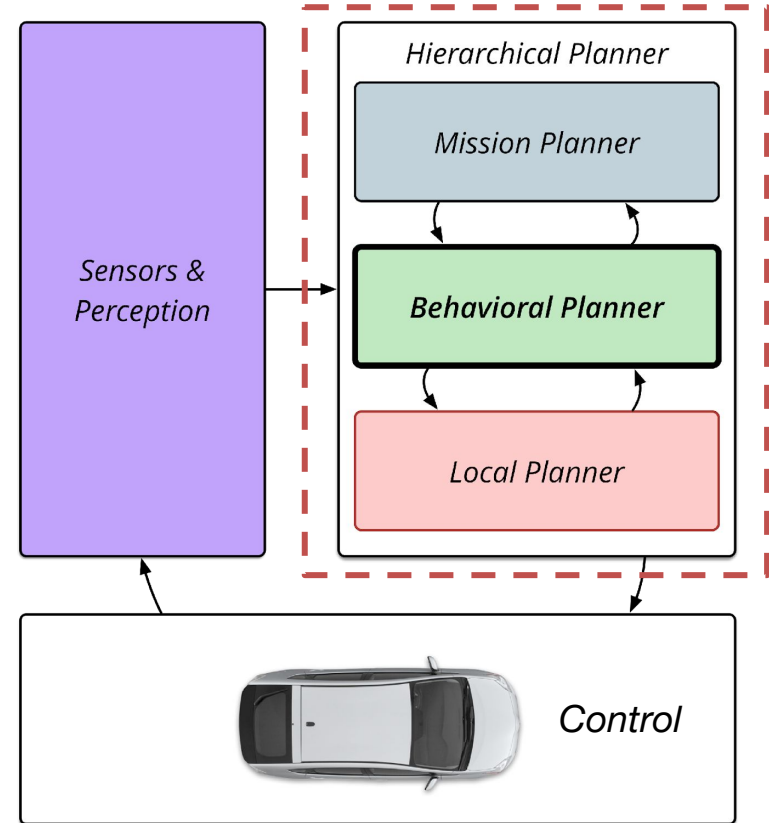 Hierarchical Planner
Mission Planner
Sensors &
Perception
Behavioral Planner
Local Planner
Control